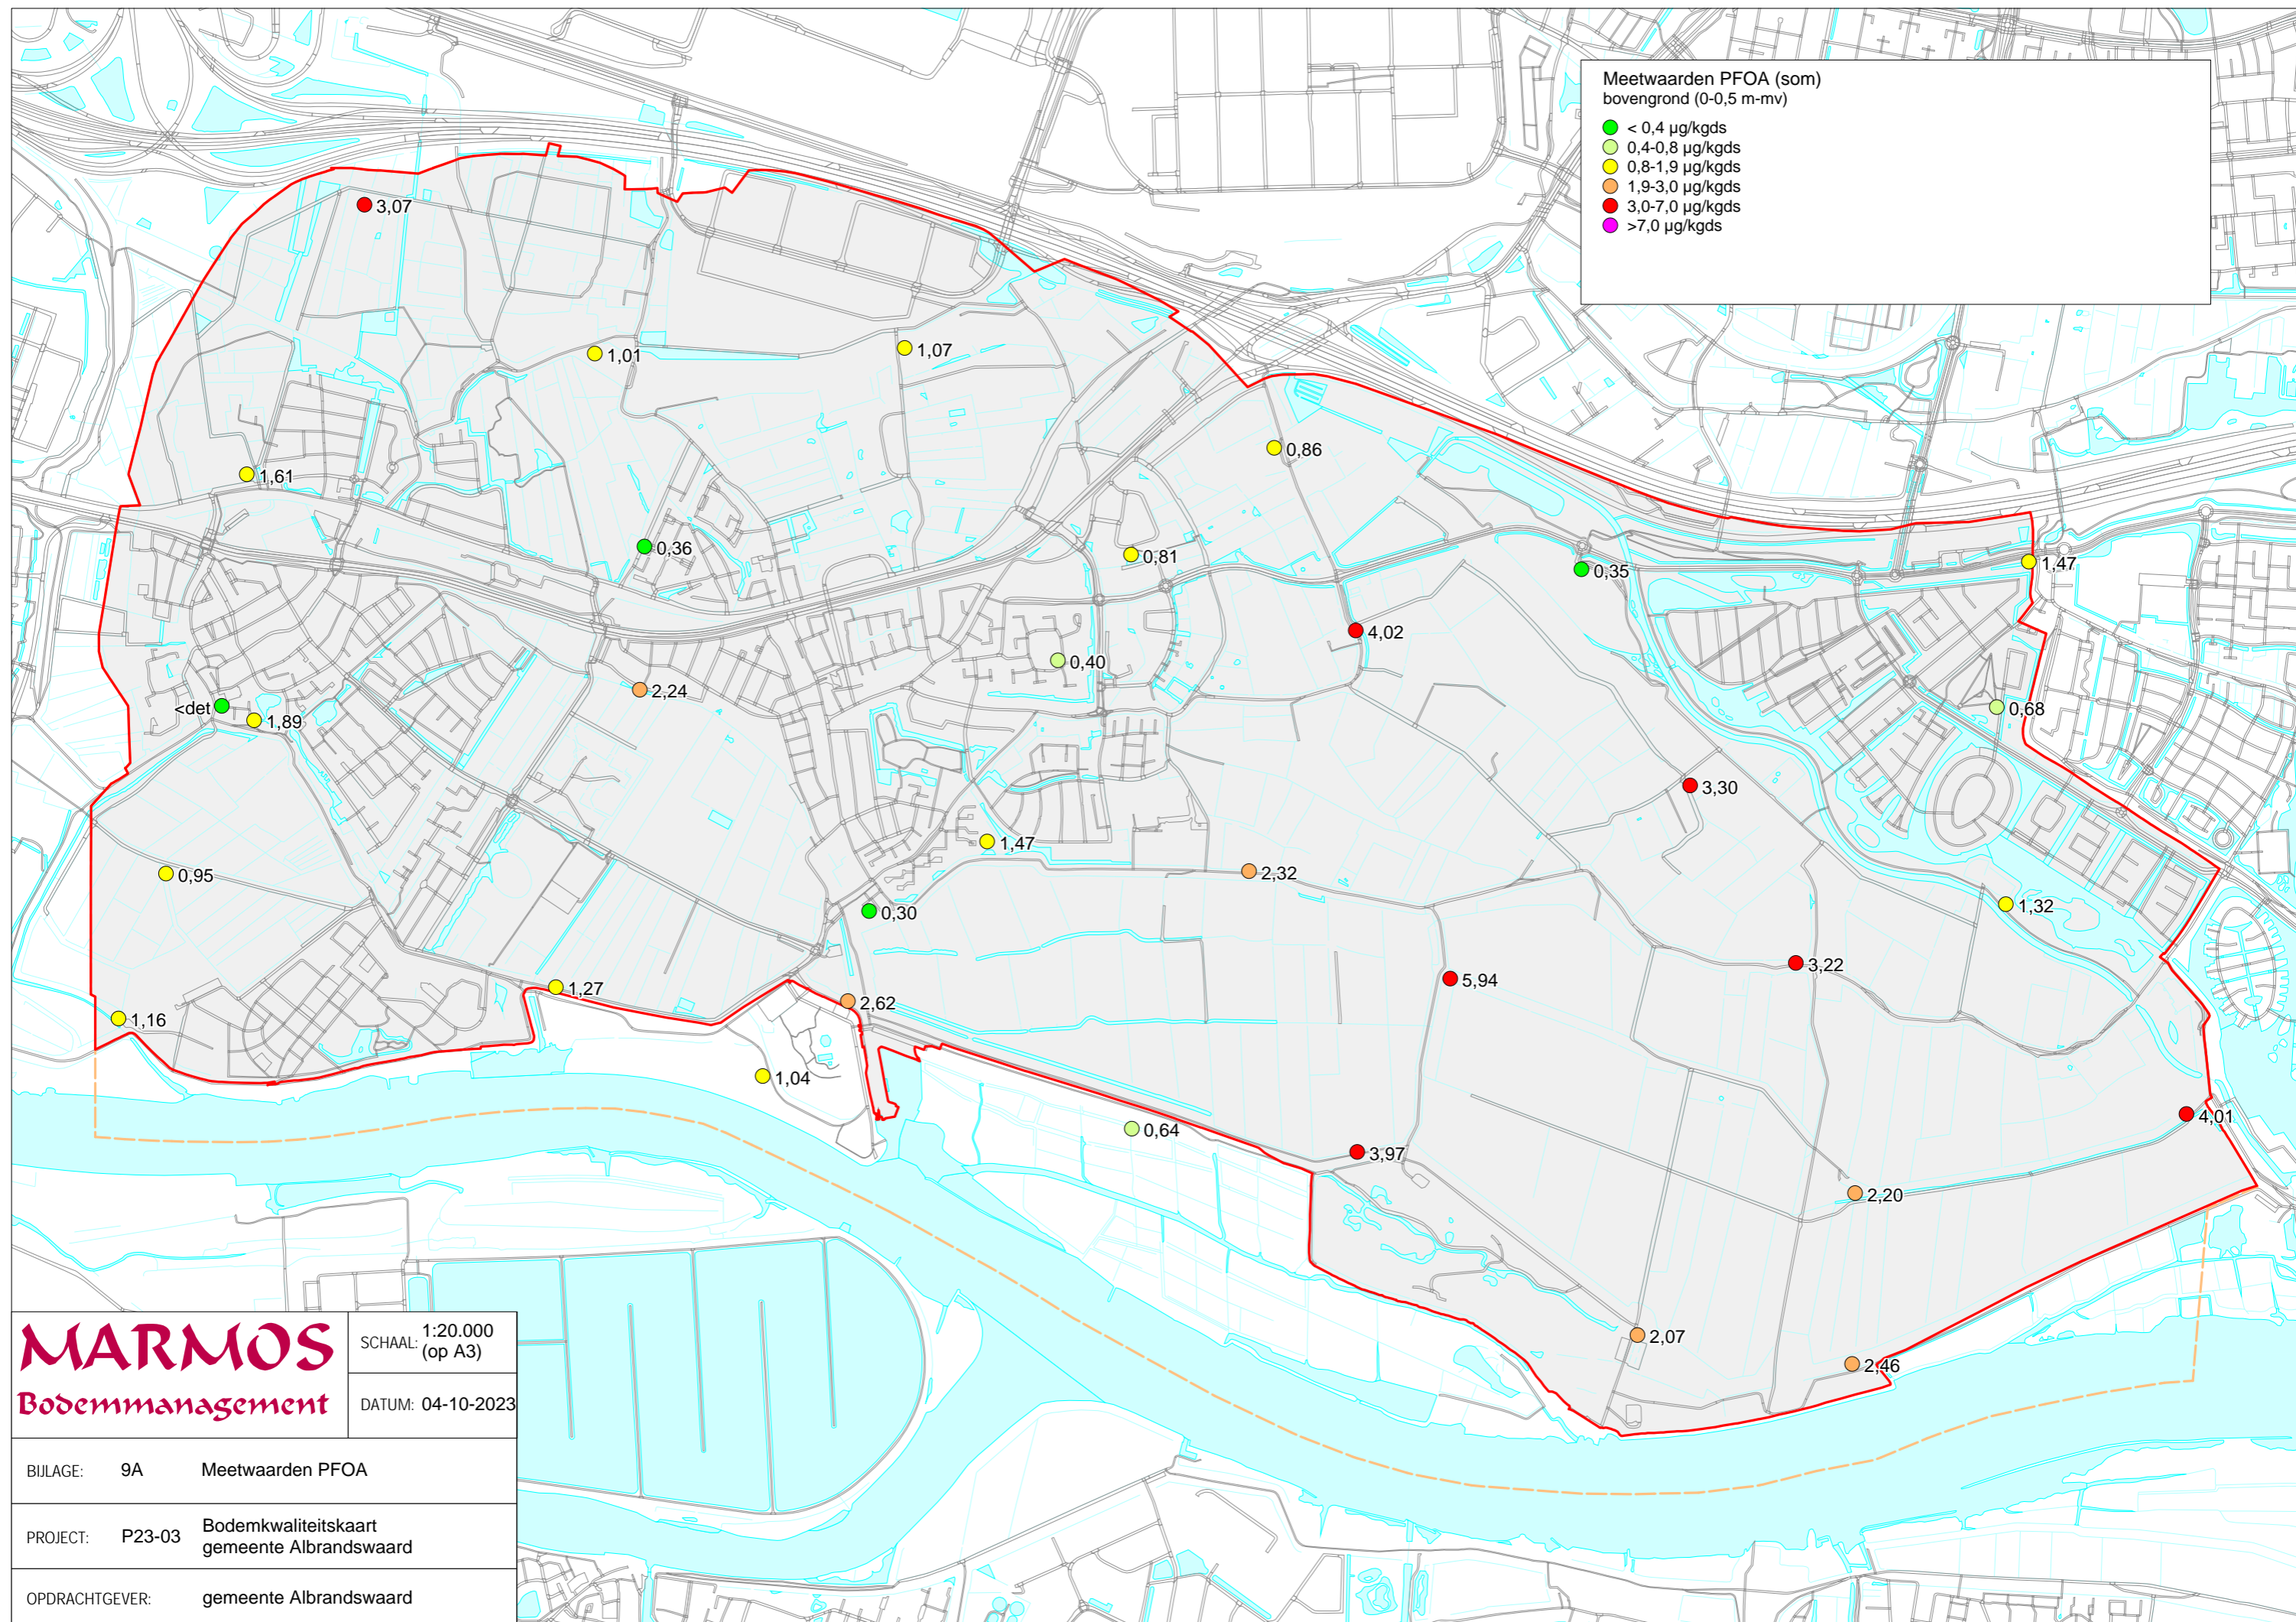 Meetwaarden PFOA (som)
bovengrond (0-0,5 m-mv)
< 0,4 µg/kgds
0,4-0,8 µg/kgds
0,8-1,9 µg/kgds
1,9-3,0 µg/kgds
3,0-7,0 µg/kgds
>7,0 µg/kgds
3,07
1,01
1,07
0,86
1,61
0,36
0,81
0,35
1,47
4,02
0,40
2,24
<det
1,89
0,68
3,30
1,47
0,95
2,32
0,30
1,32
3,22
5,94
1,27
2,62
1,16
1,04
4,01
0,64
3,97
2,20
2,07
2,46
MARMOS
Bodemmanagement
SCHAAL: 1:20.000
(op A3)
DATUM: 04-10-2023
BIJLAGE: 9A Meetwaarden PFOA
PROJECT: P23-03 Bodemkwaliteitskaart
gemeente Albrandswaard
OPDRACHTGEVER: gemeente Albrandswaard